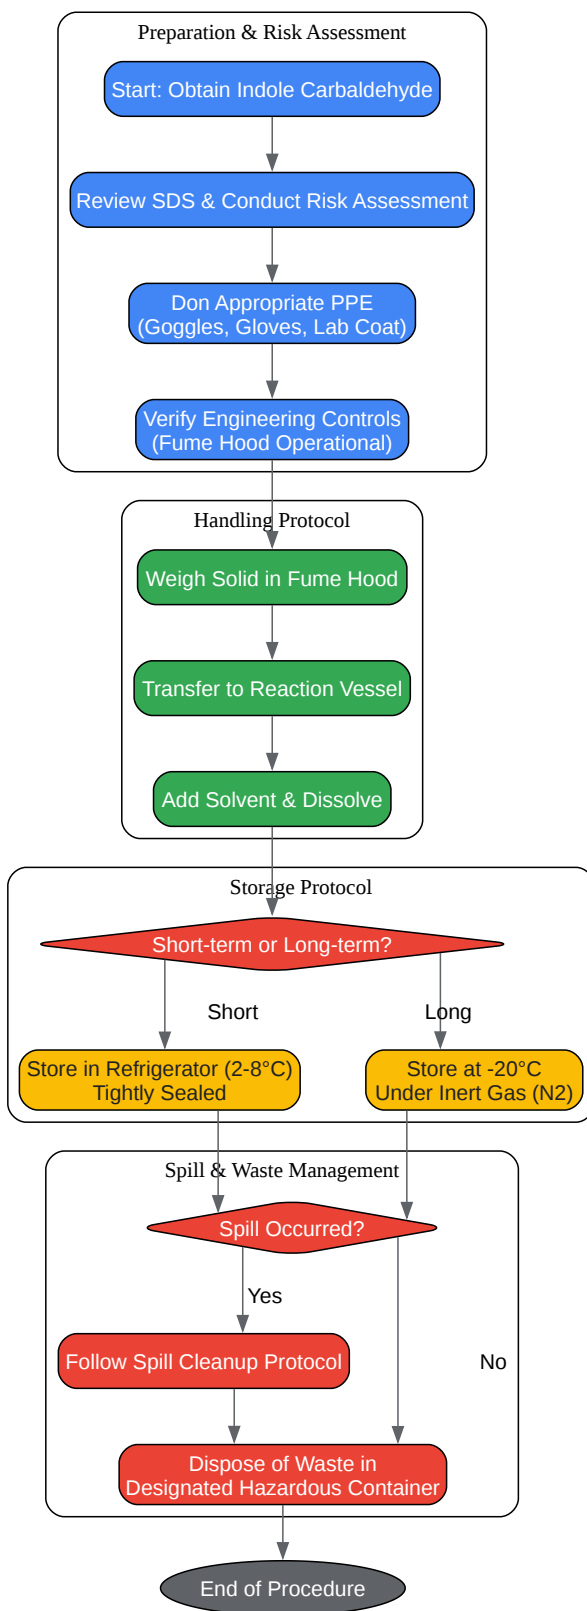 Preparation & Risk Assessment
Start: Obtain Indole Carbaldehyde
Review SDS & Conduct Risk Assessment
Don Appropriate PPE
(Goggles, Gloves, Lab Coat)
Verify Engineering Controls
(Fume Hood Operational)
Handling Protocol
Weigh Solid in Fume Hood
Transfer to Reaction Vessel
Add Solvent & Dissolve
Storage Protocol
Short-term or Long-term?
Short
Long
Store in Refrigerator (2-8°C)
Tightly Sealed
Store at -20°C
Under Inert Gas (N2)
Spill & Waste Management
Spill Occurred?
Yes
Follow Spill Cleanup Protocol
No
Dispose of Waste in
Designated Hazardous Container
End of Procedure